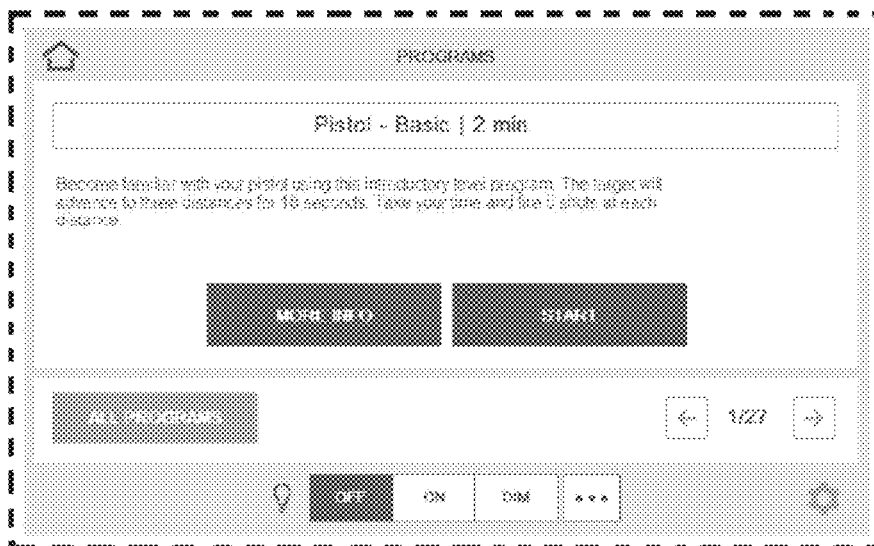 PROGRAMS
Pistol - Basic | 2 min
Become familiar with your pistol using this introductory level program. The target will
advance to three distances for 10 seconds. Take your time and fire shots at each
distance.
MORE INFO
START
ALL PROGRAMS
1/27
OFF
ON
DIM